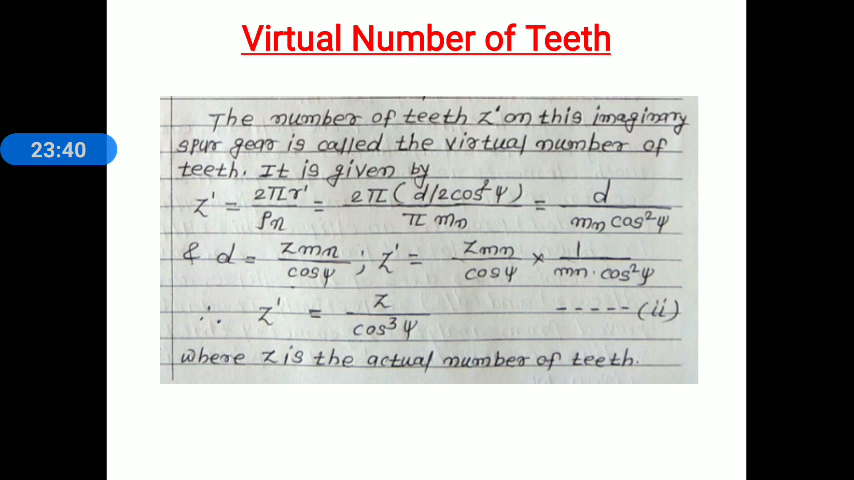 Virtual Number of Teeth
The number of teeth z' on this imaginary
spur gear is called the virtual number of
teeth. It is given by
z' = 2πr'/Pn = 2π(d/2cos²ψ)/π mn = d/mn cos²ψ
& d = zmn/cosψ ; z' = zmn/cosψ × 1/mn·cos²ψ
∴ z' = z/cos³ψ -----(ii)
where z is the actual number of teeth.
23:40